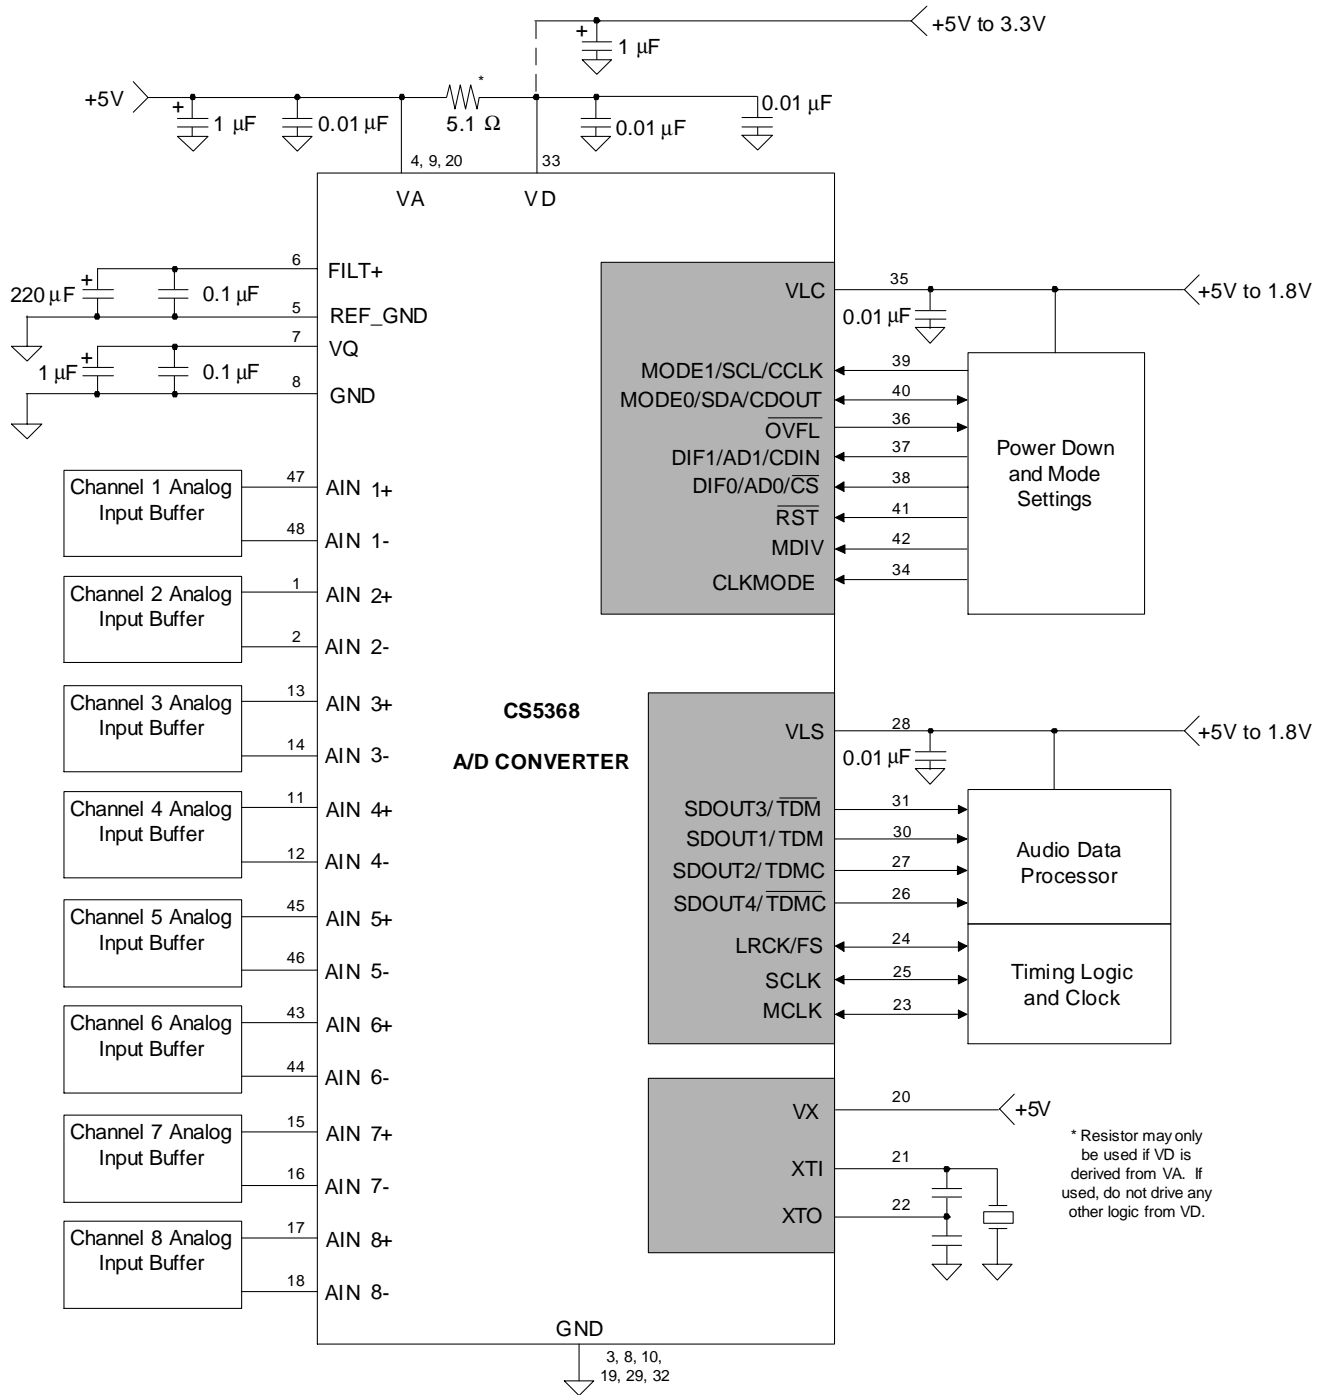 +5V to 3.3V
+
1 µF
+5V
+
1 µF
0.01 µF
*
5.1 Ω
0.01 µF
0.01 µF
4, 9, 20
33
VA
VD
6
FILT+
220 µF
+
0.1 µF
5
REF_GND
7
VQ
1 µF
+
0.1 µF
8
GND
Channel 1 Analog
Input Buffer
47
AIN 1+
48
AIN 1-
Channel 2 Analog
Input Buffer
1
AIN 2+
2
AIN 2-
Channel 3 Analog
Input Buffer
13
AIN 3+
14
AIN 3-
Channel 4 Analog
Input Buffer
11
AIN 4+
12
AIN 4-
Channel 5 Analog
Input Buffer
45
AIN 5+
46
AIN 5-
Channel 6 Analog
Input Buffer
43
AIN 6+
44
AIN 6-
Channel 7 Analog
Input Buffer
15
AIN 7+
16
AIN 7-
Channel 8 Analog
Input Buffer
17
AIN 8+
18
AIN 8-
CS5368
A/D CONVERTER
VLC
35
+5V to 1.8V
0.01 µF
MODE1/SCL/CCLK
39
MODE0/SDA/CDOUT
40
OVFL
36
DIF1/AD1/CDIN
37
DIF0/AD0/CS
38
RST
41
MDIV
42
CLKMODE
34
Power Down
and Mode
Settings
VLS
28
+5V to 1.8V
0.01 µF
SDOUT3/ TDM
31
SDOUT1/ TDM
30
SDOUT2/ TDMC
27
SDOUT4/ TDMC
26
Audio Data
Processor
LRCK/FS
24
SCLK
25
MCLK
23
Timing Logic
and Clock
VX
20
+5V
XTI
21
XTO
22
* Resistor may only
be used if VD is
derived from VA. If
used, do not drive any
other logic from VD.
GND
3, 8, 10,
19, 29, 32